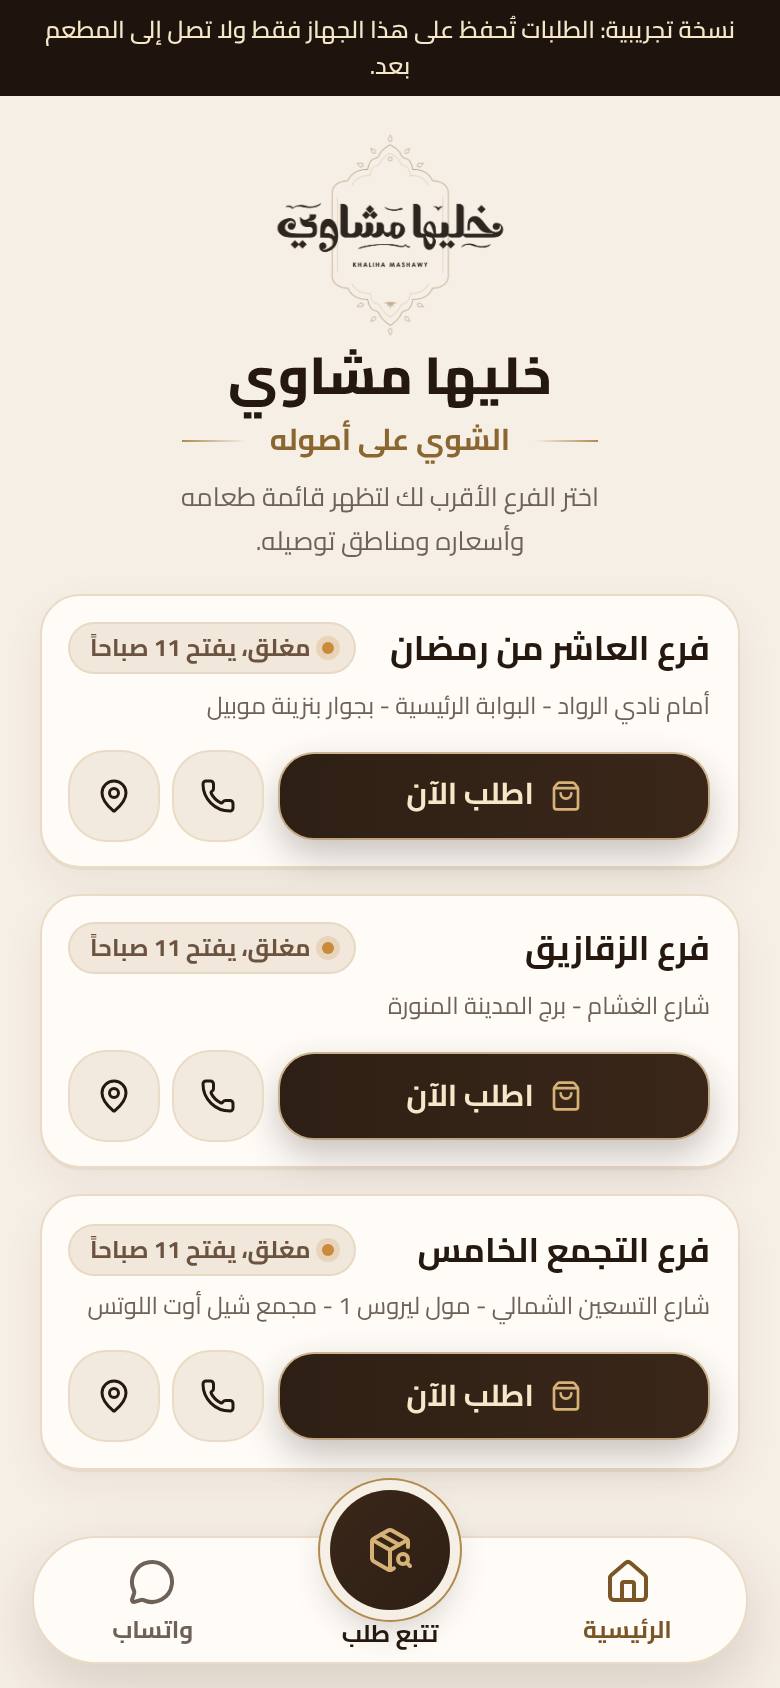 نسخة تجريبية: الطلبات تُحفظ على هذا الجهاز فقط ولا تصل إلى المطعم
بعد.
خليها مشاوي
KHALIHA MASHAWY
خليها مشاوي
الشوي على أصوله
اختر الفرع الأقرب لك لتظهر قائمة طعامه
وأسعاره ومناطق توصيله.
فرع العاشر من رمضان
مغلق، يفتح 11 صباحاً
أمام نادي الرواد - البوابة الرئيسية - بجوار بنزينة موبيل
اطلب الآن
فرع الزقازيق
مغلق، يفتح 11 صباحاً
شارع الغشام - برج المدينة المنورة
اطلب الآن
فرع التجمع الخامس
مغلق، يفتح 11 صباحاً
شارع التسعين الشمالي - مول ليروس 1 - مجمع شيل أوت اللوتس
اطلب الآن
الرئيسية
تتبع طلب
واتساب